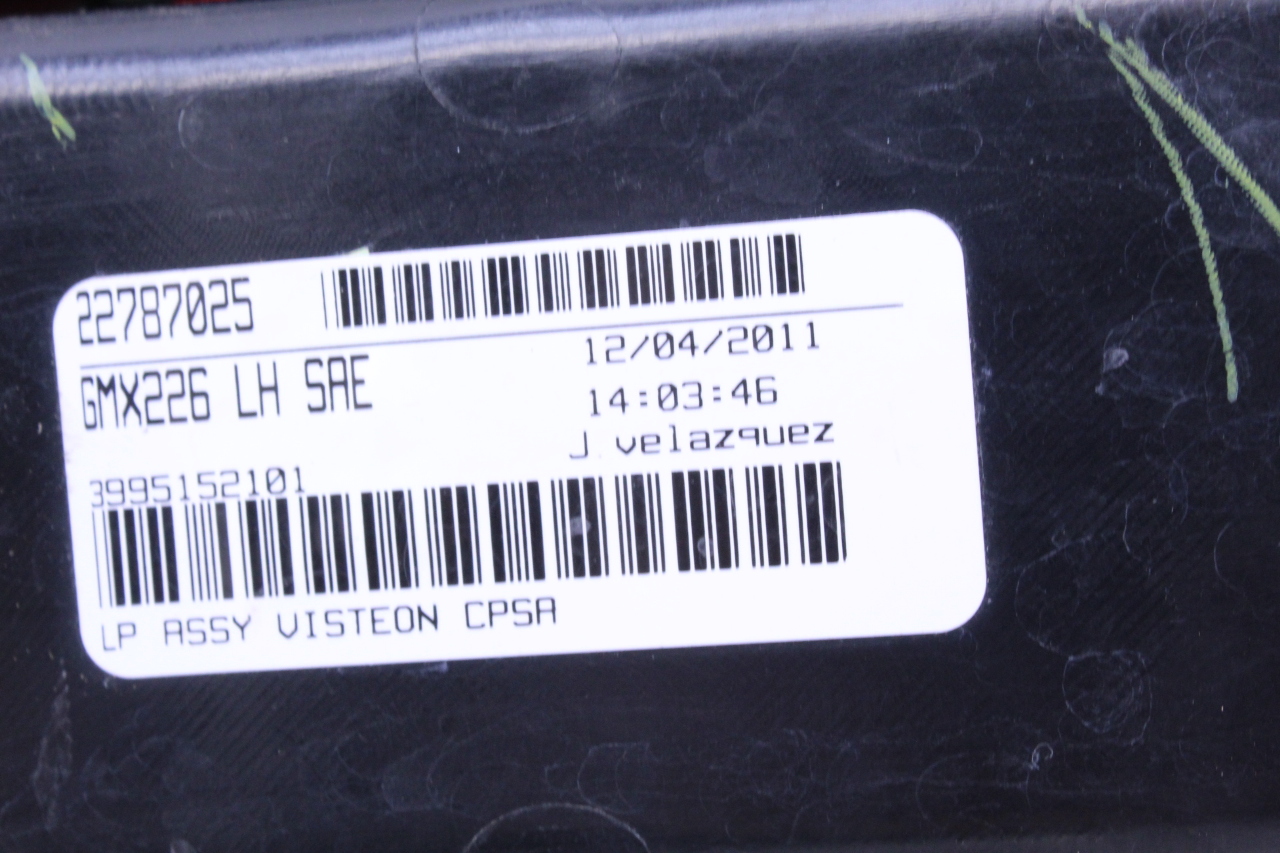 22787025
GMX226 LH SAE
12/04/2011
14:03:46
J velazquez
3995152101
LP ASSY VISTEON CPSA